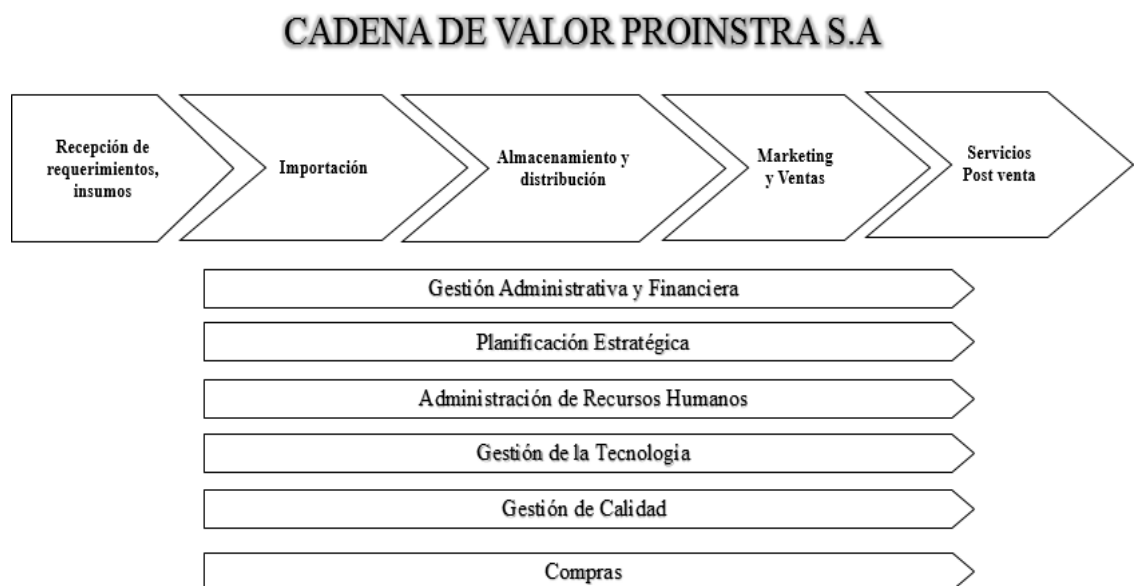 CADENA DE VALOR PROINSTRA S.A
Recepción de
requerimientos,
insumos
Importación
Almacenamiento y
distribución
Marketing
y Ventas
Servicios
Post venta
Gestión Administrativa y Financiera
Planificación Estratégica
Administración de Recursos Humanos
Gestión de la Tecnología
Gestión de Calidad
Compras